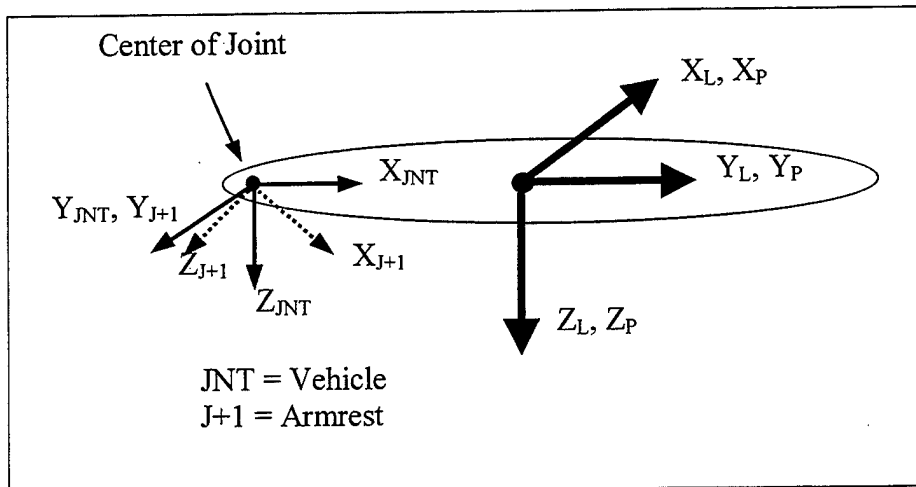 Center of Joint
X_L, X_P
X_JNT
Y_L, Y_P
Y_JNT, Y_J+1
Z_J+1
X_J+1
Z_JNT
Z_L, Z_P
JNT = Vehicle
J+1 = Armrest